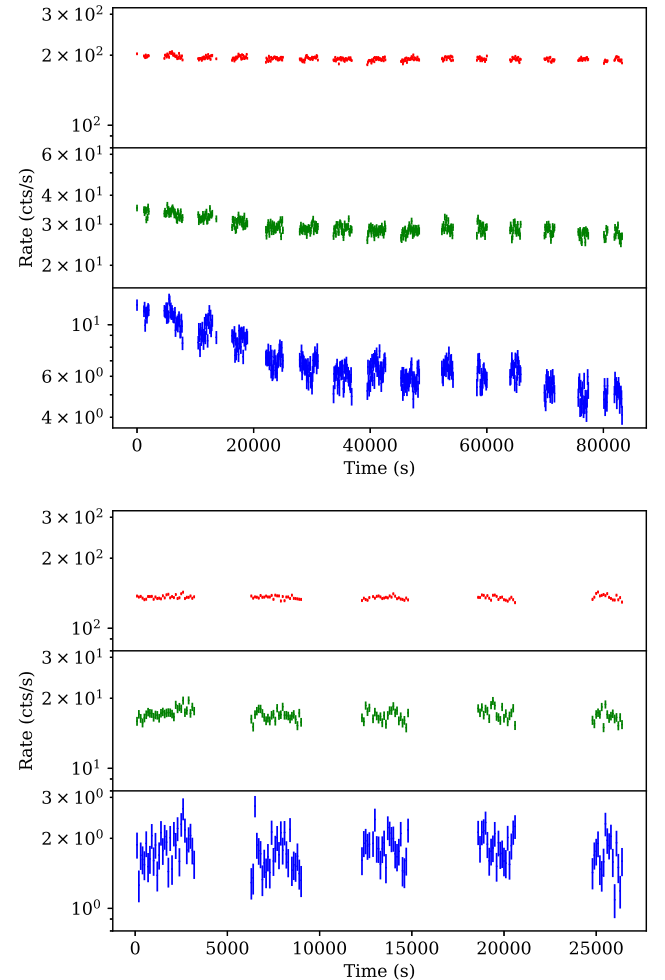 3 × 10²
2 × 10²
10²
6 × 10¹
4 × 10¹
3 × 10¹
2 × 10¹
10¹
6 × 10⁰
4 × 10⁰
Rate (cts/s)
0 20000 40000 60000 80000
Time (s)
3 × 10²
2 × 10²
10²
3 × 10¹
2 × 10¹
10¹
3 × 10⁰
2 × 10⁰
10⁰
Rate (cts/s)
0 5000 10000 15000 20000 25000
Time (s)